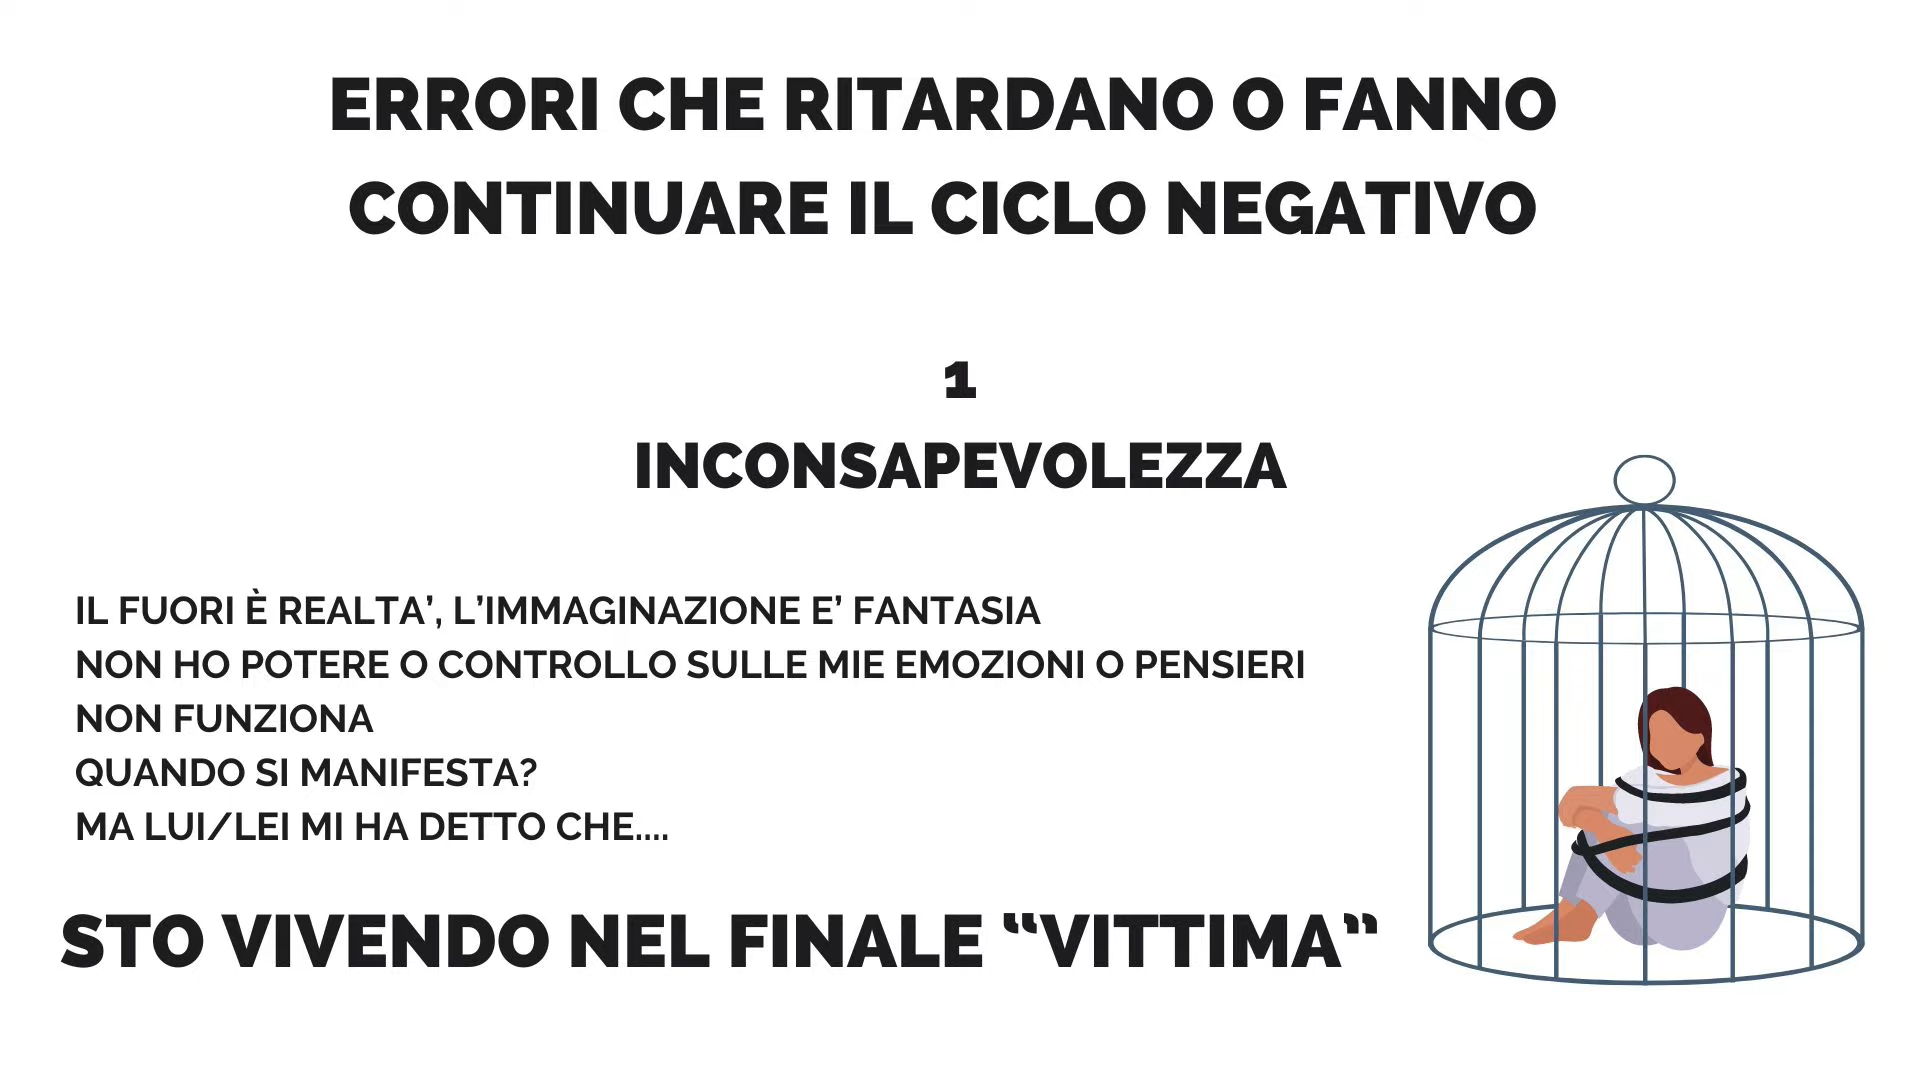 ERRORI CHE RITARDANO O FANNO
CONTINUARE IL CICLO NEGATIVO
1
INCONSAPEVOLEZZA
IL FUORI È REALTA’, L’IMMAGINAZIONE E’ FANTASIA
NON HO POTERE O CONTROLLO SULLE MIE EMOZIONI O PENSIERI
NON FUNZIONA
QUANDO SI MANIFESTA?
MA LUI/LEI MI HA DETTO CHE....
STO VIVENDO NEL FINALE “VITTIMA”